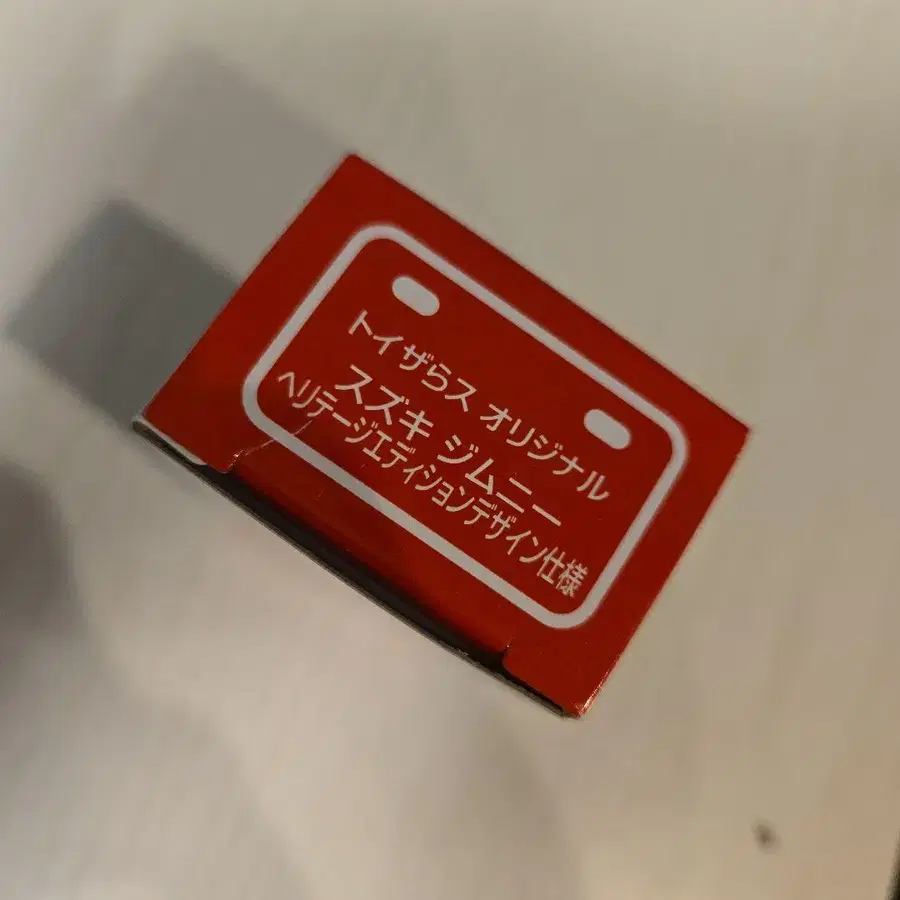 トイザらス オリジナル
スズキ ジムニー
ヘリテージエディションデザイン仕様